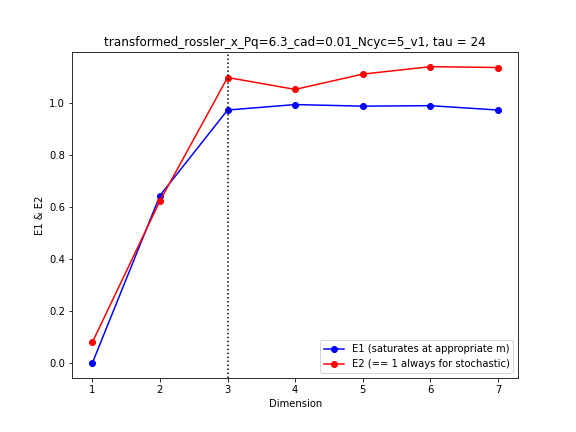 transformed_rossler_x_Pq=6.3_cad=0.01_Ncyc=5_v1, tau = 24
E1 & E2
1.0
0.8
0.6
0.4
0.2
0.0
E1 (saturates at appropriate m)
E2 (== 1 always for stochastic)
1 2 3 4 5 6 7
Dimension